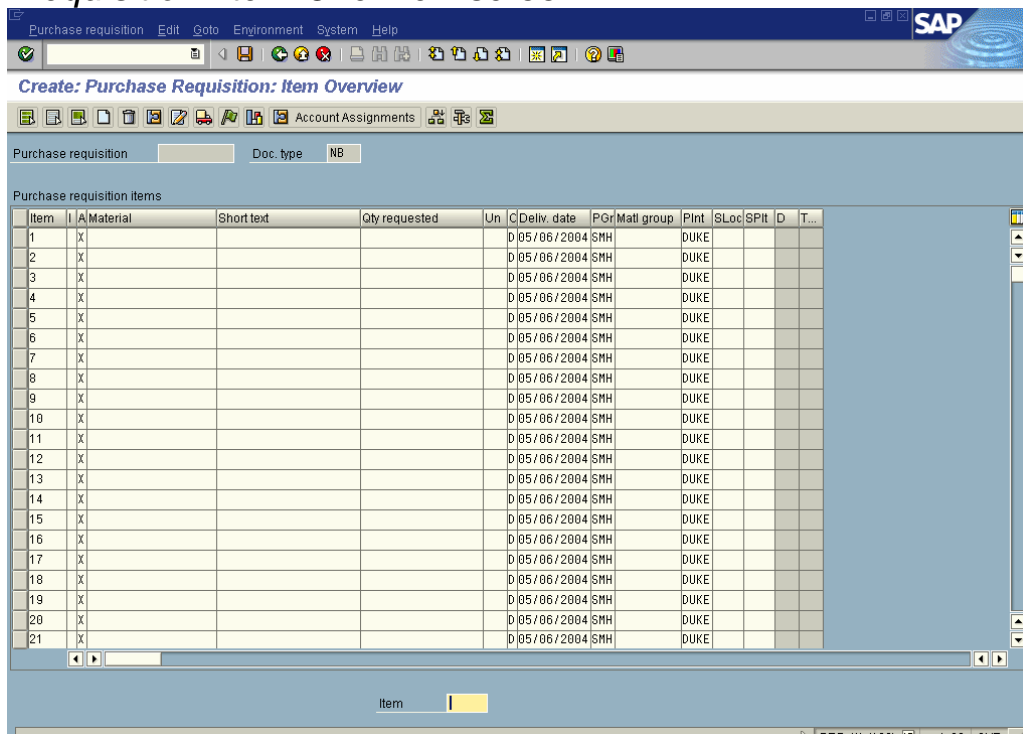 Purchase requisition Edit Goto Environment System Help
SAP
Create: Purchase Requisition: Item Overview
Account Assignments
Purchase requisition Doc. type NB
Purchase requisition items
Item I A Material Short text Qty requested Un C Deliv. date PGr Matl group Plnt SLoc SPlt D T...
1 X D 05/06/2004 SMH DUKE
2 X D 05/06/2004 SMH DUKE
3 X D 05/06/2004 SMH DUKE
4 X D 05/06/2004 SMH DUKE
5 X D 05/06/2004 SMH DUKE
6 X D 05/06/2004 SMH DUKE
7 X D 05/06/2004 SMH DUKE
8 X D 05/06/2004 SMH DUKE
9 X D 05/06/2004 SMH DUKE
10 X D 05/06/2004 SMH DUKE
11 X D 05/06/2004 SMH DUKE
12 X D 05/06/2004 SMH DUKE
13 X D 05/06/2004 SMH DUKE
14 X D 05/06/2004 SMH DUKE
15 X D 05/06/2004 SMH DUKE
16 X D 05/06/2004 SMH DUKE
17 X D 05/06/2004 SMH DUKE
18 X D 05/06/2004 SMH DUKE
19 X D 05/06/2004 SMH DUKE
20 X D 05/06/2004 SMH DUKE
21 X D 05/06/2004 SMH DUKE
Item